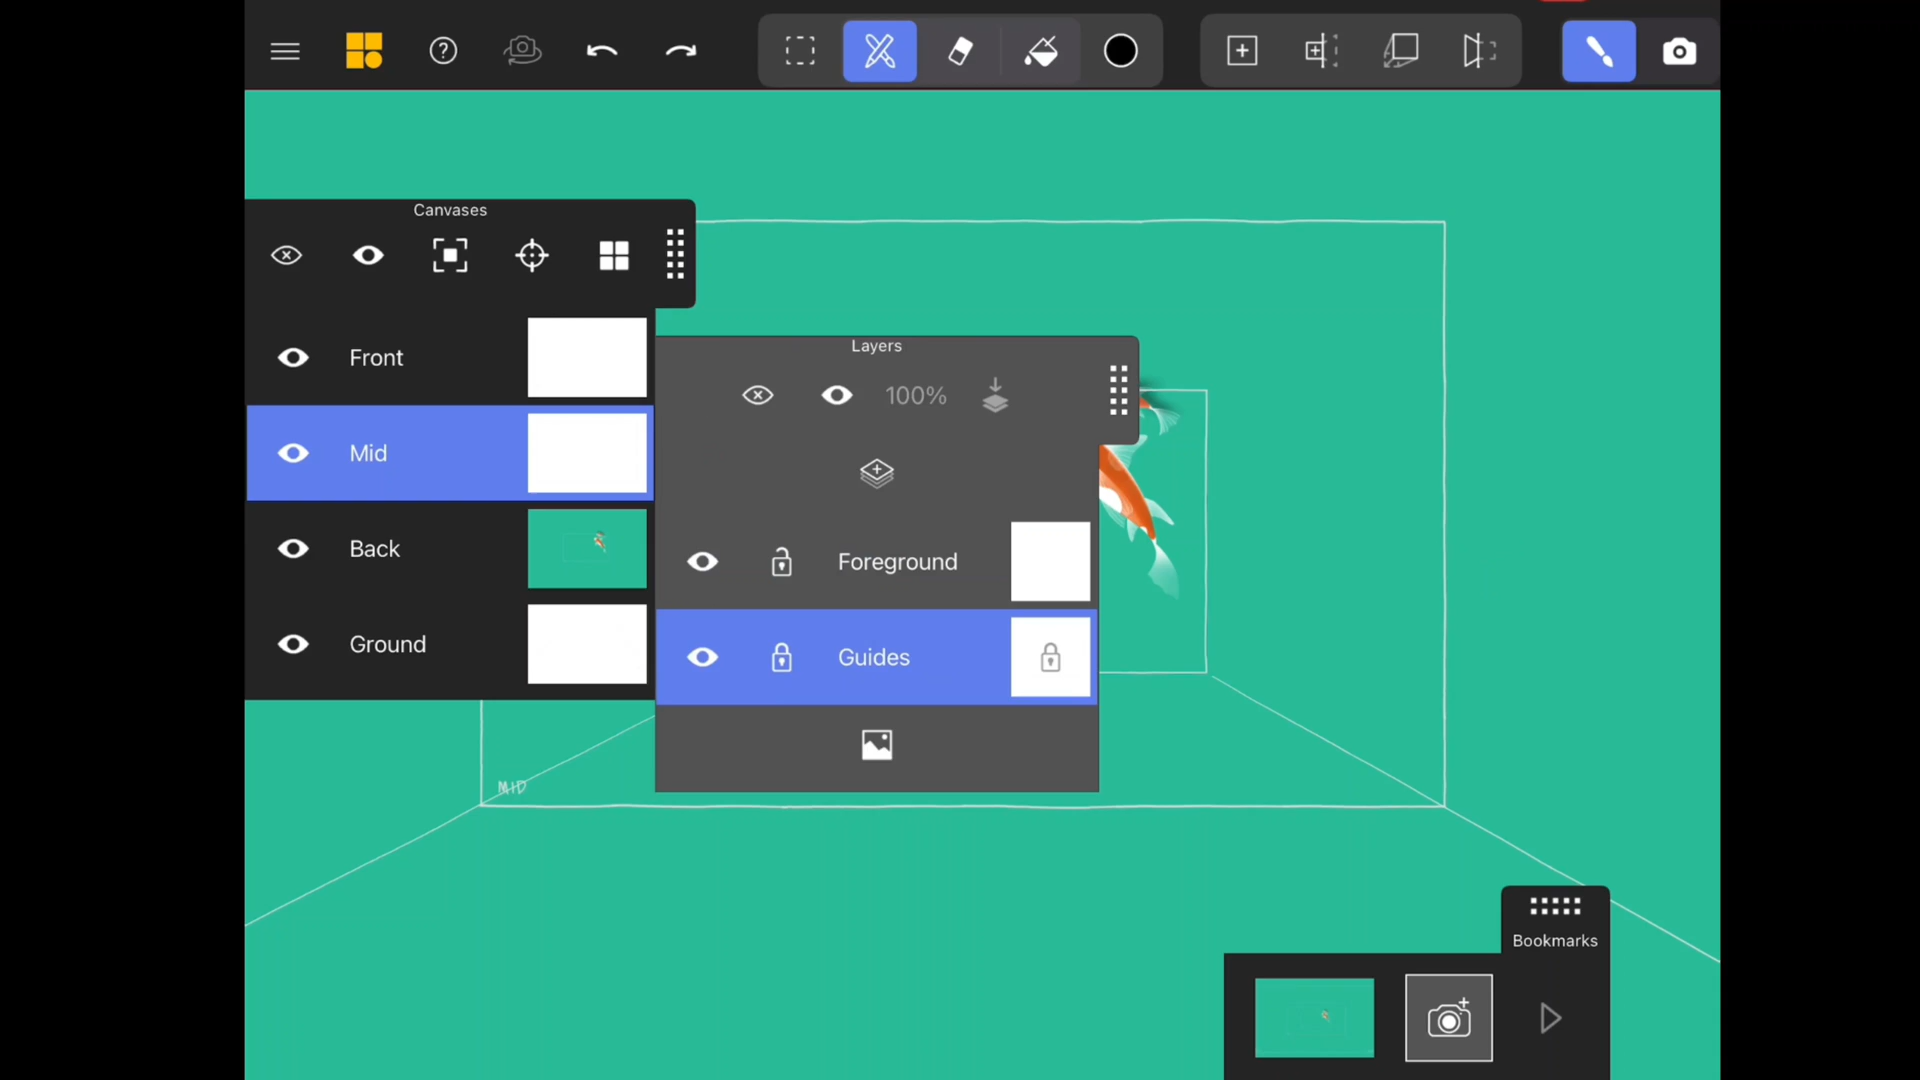 Canvases
Front
Mid
Back
Ground
Layers
100%
Foreground
Guides
MID
Bookmarks